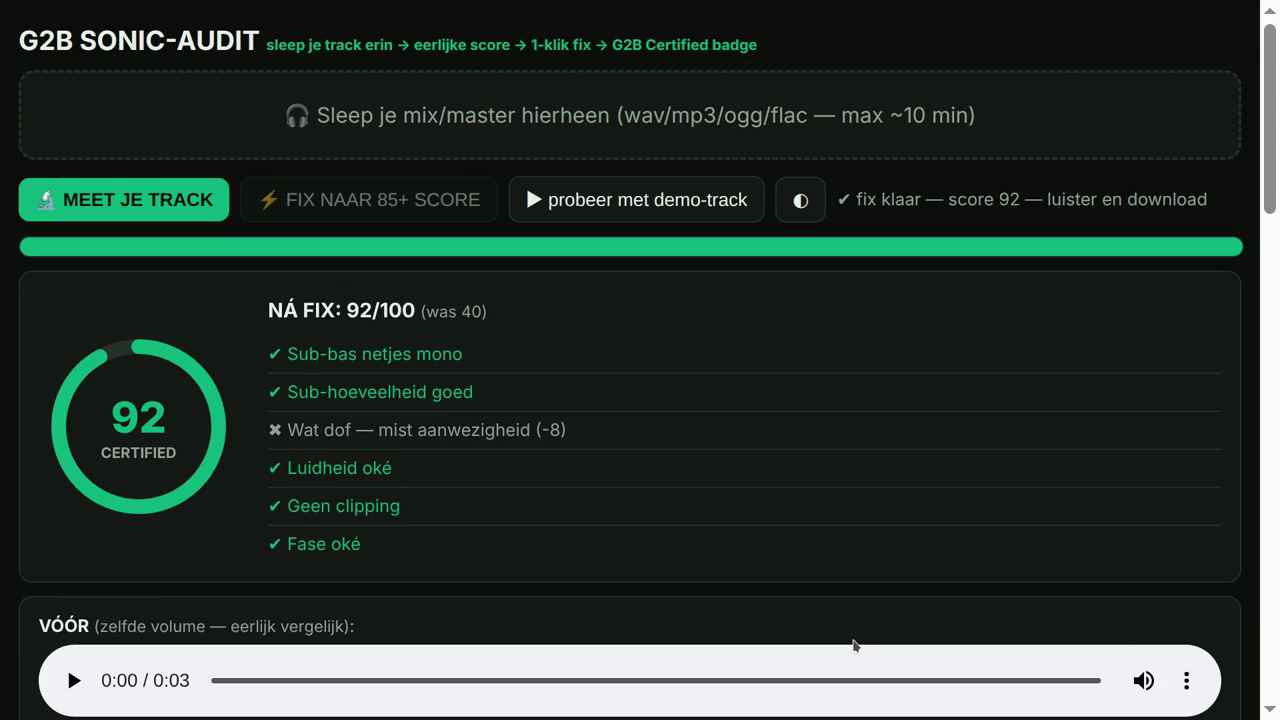 G2B SONIC-AUDIT sleep je track erin → eerlijke score → 1-klik fix → G2B Certified badge
🎧 Sleep je mix/master hierheen (wav/mp3/ogg/flac — max ~10 min)
🔬 MEET JE TRACK ⚡ FIX NAAR 85+ SCORE ▶ probeer met demo-track ◐ ✔ fix klaar — score 92 — luister en download
NÁ FIX: 92/100 (was 40)
✔ Sub-bas netjes mono
✔ Sub-hoeveelheid goed
✖ Wat dof — mist aanwezigheid (-8)
✔ Luidheid oké
✔ Geen clipping
✔ Fase oké
92
CERTIFIED
VÓÓR (zelfde volume — eerlijk vergelijk):
0:00 / 0:03